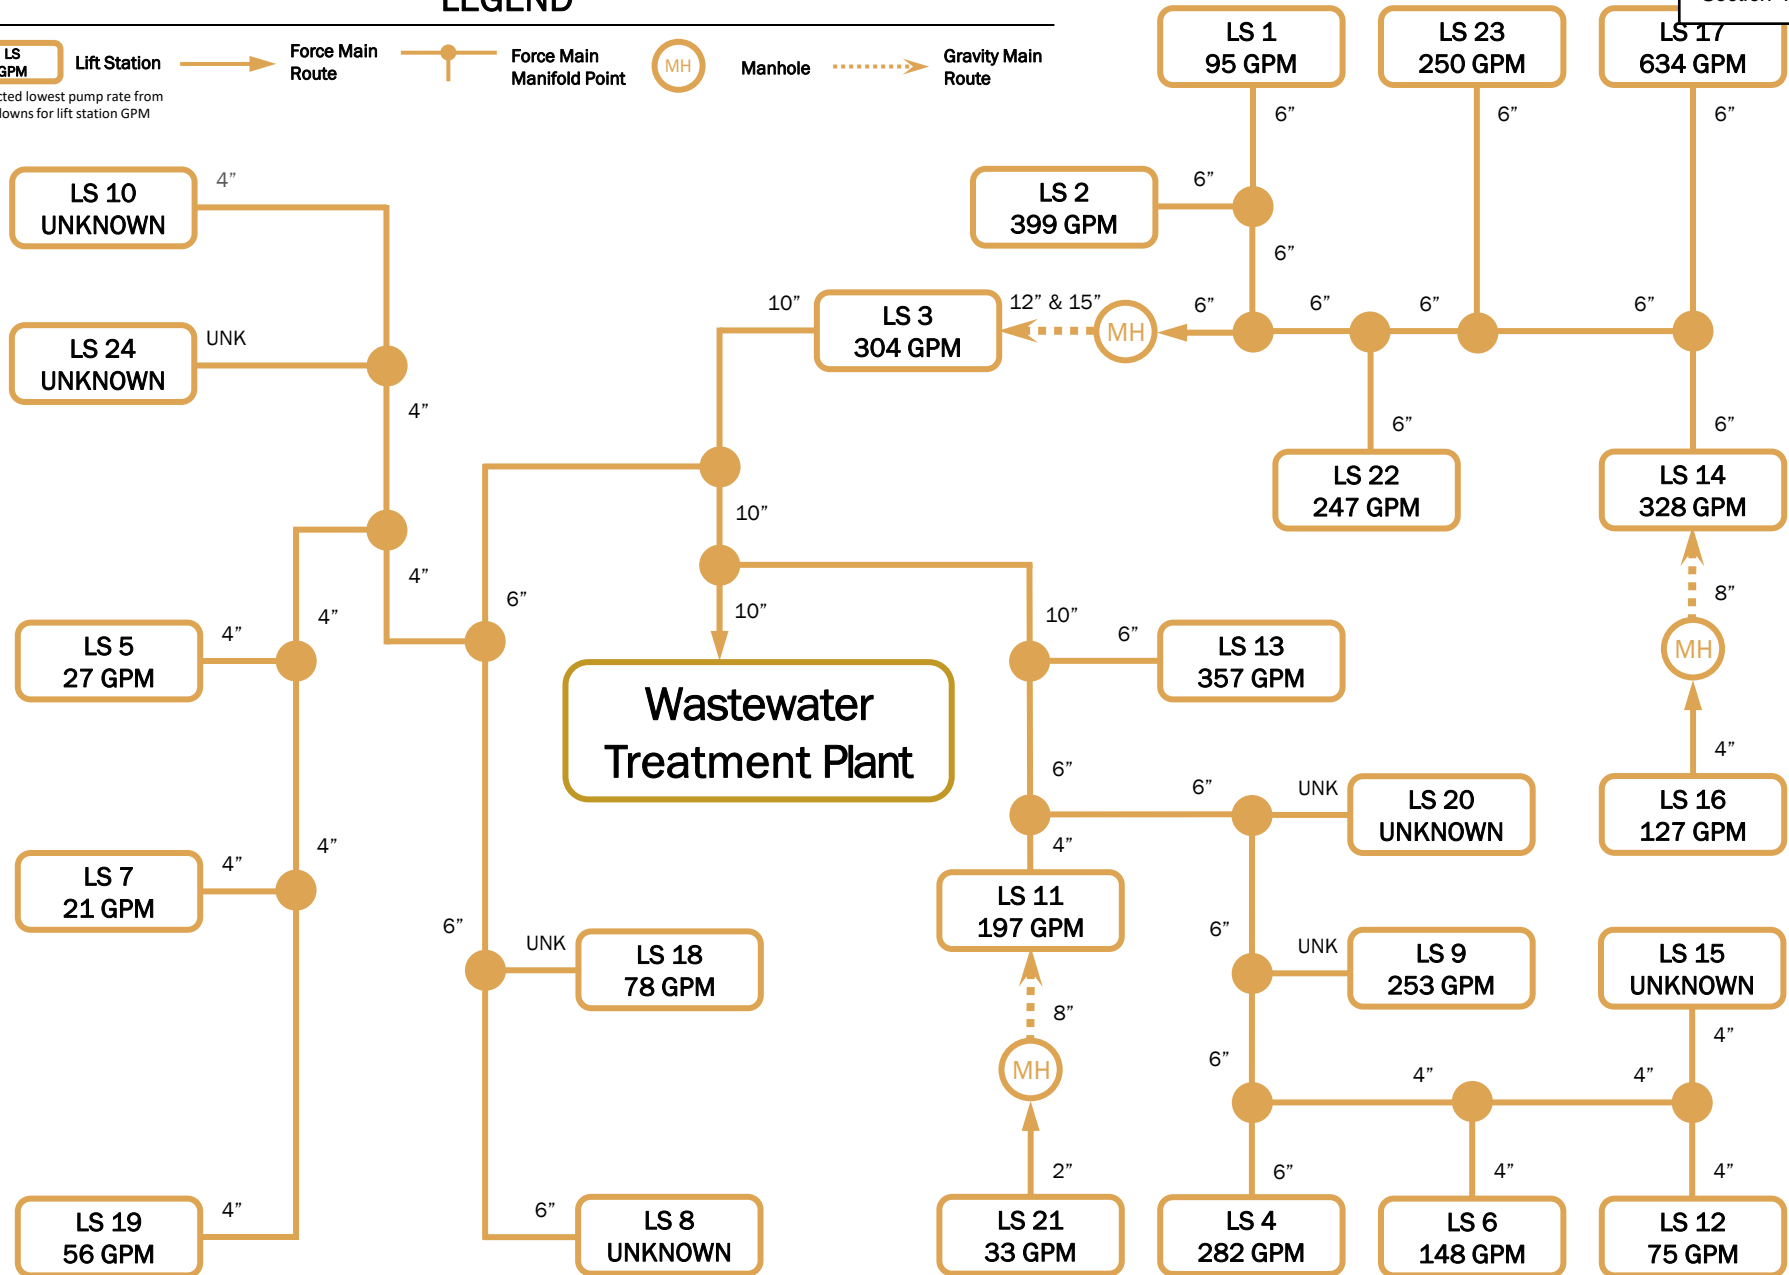 LEGEND
LS
GPM
Lift Station
Force Main
Route
Force Main
Manifold Point
MH
Manhole
Gravity Main
Route
lowest pump rate from
for lift station GPM
LS 1
95 GPM
LS 23
250 GPM
LS 17
634 GPM
6”
6”
6”
LS 10
UNKNOWN
4”
LS 2
399 GPM
6”
6”
LS 24
UNKNOWN
UNK
4”
10”
LS 3
304 GPM
12” & 15”
MH
6”
6”
6”
6”
6”
6”
LS 22
247 GPM
LS 14
328 GPM
10”
4”
8”
6”
10”
10”
LS 5
27 GPM
4”
4”
6”
LS 13
357 GPM
MH
Wastewater
Treatment Plant
4”
6”
6”
UNK
LS 20
UNKNOWN
LS 16
127 GPM
4”
LS 7
21 GPM
4”
4”
LS 11
197 GPM
6”
UNK
LS 18
78 GPM
6”
UNK
LS 9
253 GPM
LS 15
UNKNOWN
8”
4”
MH
6”
4”
4”
2”
6”
4”
4”
LS 19
56 GPM
4”
6”
LS 8
UNKNOWN
LS 21
33 GPM
LS 4
282 GPM
LS 6
148 GPM
LS 12
75 GPM